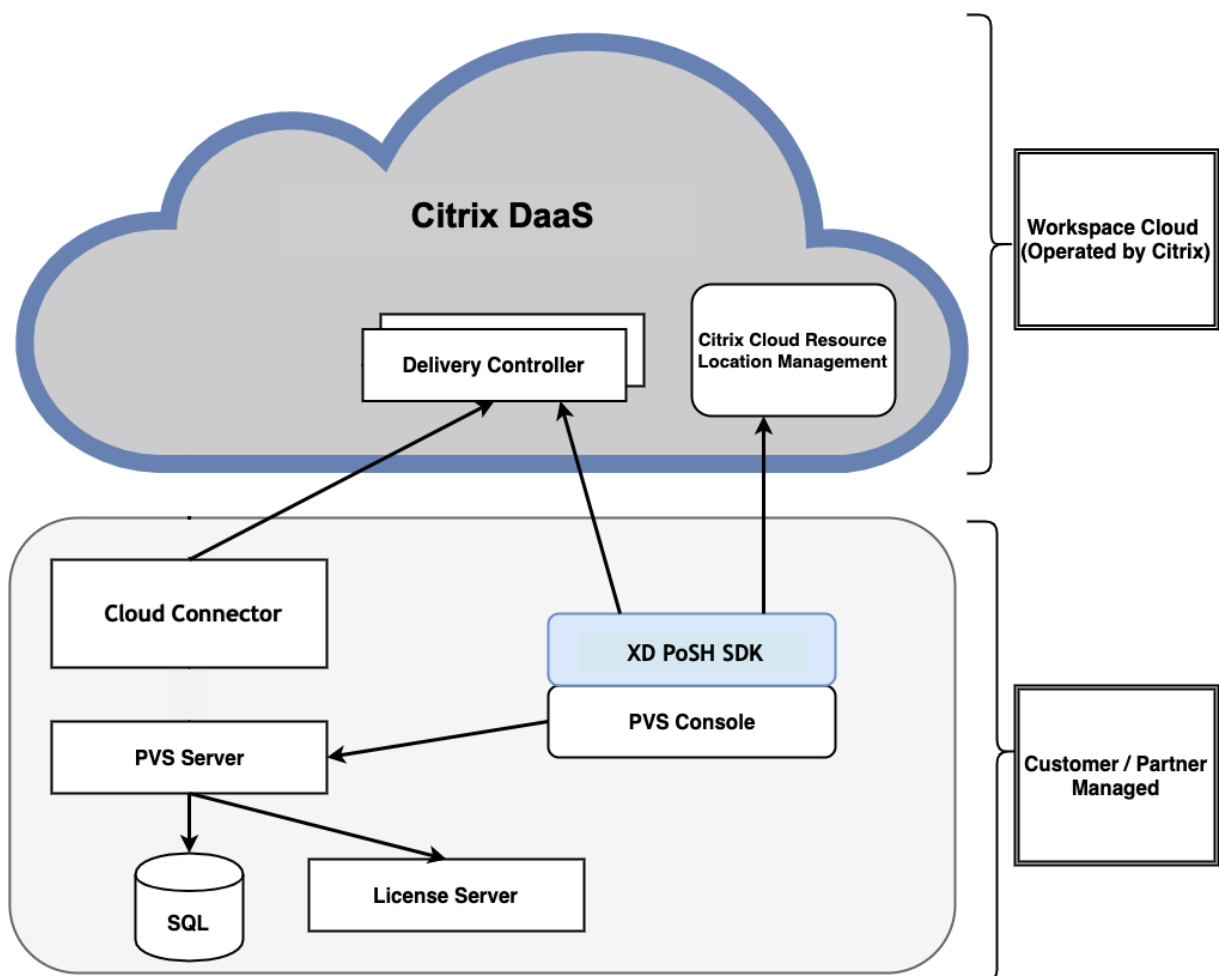 Citrix DaaS
Delivery Controller
Citrix Cloud Resource
Location Management
Workspace Cloud
(Operated by Citrix)
Cloud Connector
XD PoSH SDK
PVS Console
PVS Server
Customer / Partner
Managed
License Server
SQL